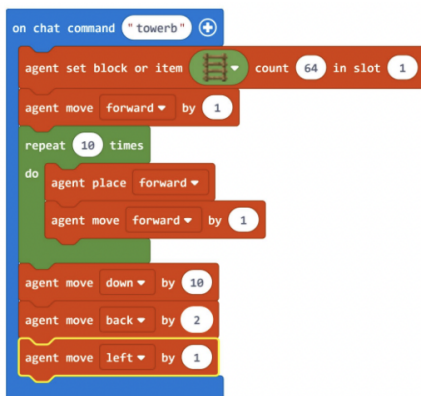 on chat command "towerb"
agent set block or item count 64 in slot 1
agent move forward by 1
repeat 10 times
do
agent place forward
agent move forward by 1
agent move down by 10
agent move back by 2
agent move left by 1